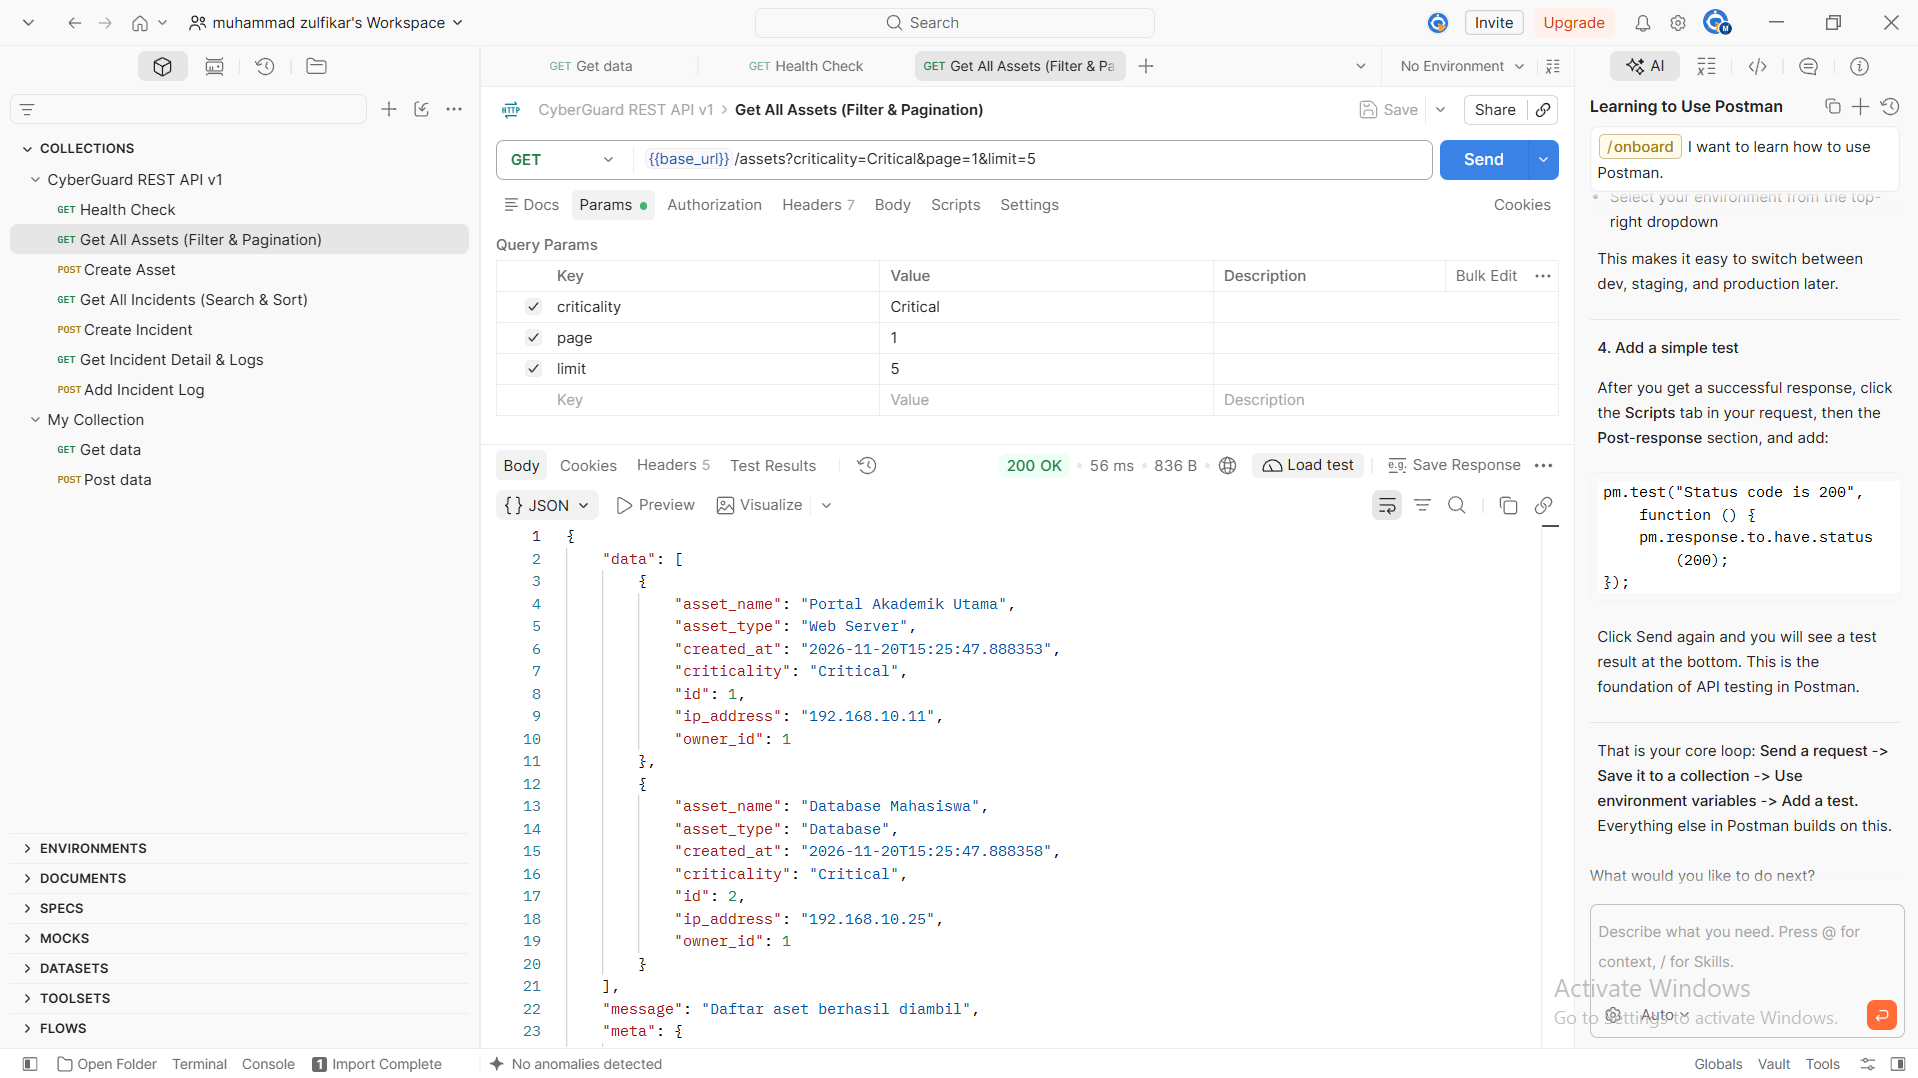 muhammad zulfikar's Workspace
Search
Invite
Upgrade
M
GET Get data
GET Health Check
GET Get All Assets (Filter & Pa
No Environment
AI
COLLECTIONS
CyberGuard REST API v1
GET Health Check
GET Get All Assets (Filter & Pagination)
POST Create Asset
GET Get All Incidents (Search & Sort)
POST Create Incident
GET Get Incident Detail & Logs
POST Add Incident Log
My Collection
GET Get data
POST Post data
ENVIRONMENTS
DOCUMENTS
SPECS
MOCKS
DATASETS
TOOLSETS
FLOWS
HTTP CyberGuard REST API v1 > Get All Assets (Filter & Pagination)
Save
Share
GET
{{base_url}} /assets?criticality=Critical&page=1&limit=5
Send
Docs Params Authorization Headers 7 Body Scripts Settings
Cookies
Query Params
Key Value Description Bulk Edit
criticality Critical
page 1
limit 5
Key Value Description
Body Cookies Headers 5 Test Results
200 OK • 56 ms • 836 B
Load test
e.g. Save Response
{} JSON Preview Visualize
1 {
2 "data": [
3 {
4 "asset_name": "Portal Akademik Utama",
5 "asset_type": "Web Server",
6 "created_at": "2026-11-20T15:25:47.888353",
7 "criticality": "Critical",
8 "id": 1,
9 "ip_address": "192.168.10.11",
10 "owner_id": 1
11 },
12 {
13 "asset_name": "Database Mahasiswa",
14 "asset_type": "Database",
15 "created_at": "2026-11-20T15:25:47.888358",
16 "criticality": "Critical",
17 "id": 2,
18 "ip_address": "192.168.10.25",
19 "owner_id": 1
20 }
21 ],
22 "message": "Daftar aset berhasil diambil",
23 "meta": {
Learning to Use Postman
/onboard I want to learn how to use
Postman.
• Select your environment from the top-
right dropdown
This makes it easy to switch between
dev, staging, and production later.
4. Add a simple test
After you get a successful response, click
the Scripts tab in your request, then the
Post-response section, and add:
pm.test("Status code is 200",
function () {
pm.response.to.have.status
(200);
});
Click Send again and you will see a test
result at the bottom. This is the
foundation of API testing in Postman.
That is your core loop: Send a request ->
Save it to a collection -> Use
environment variables -> Add a test.
Everything else in Postman builds on this.
What would you like to do next?
Describe what you need. Press @ for
context, / for Skills.
Auto
Activate Windows
Go to Settings to activate Windows.
Open Folder Terminal Console 1 Import Complete
No anomalies detected
Globals Vault Tools